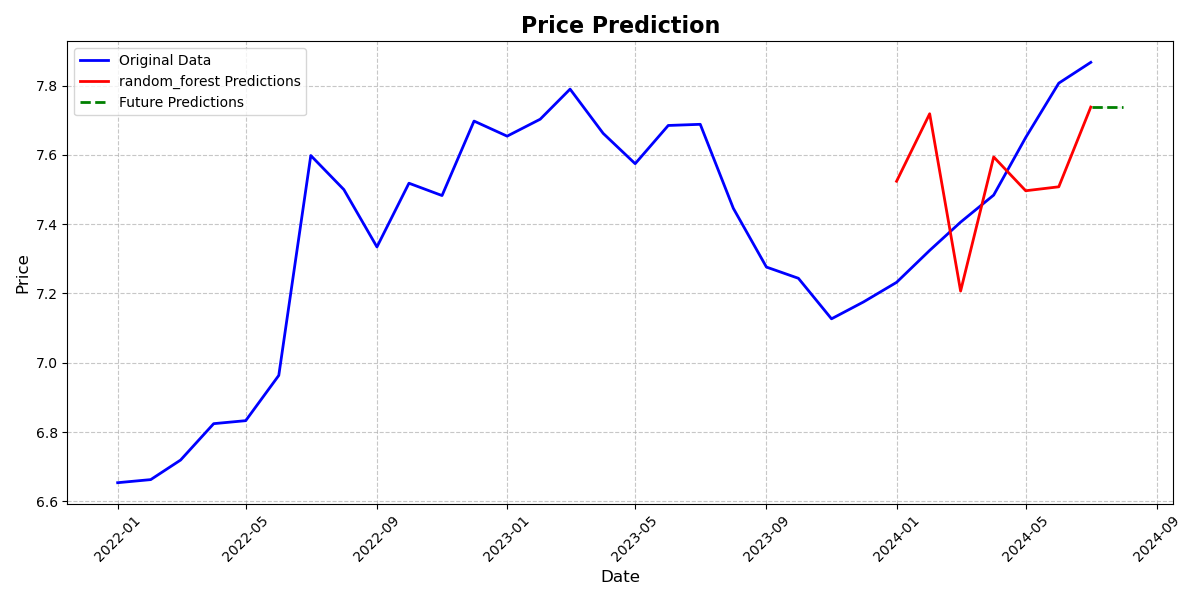 Price Prediction
Original Data
random_forest Predictions
Future Predictions
Price
7.8
7.6
7.4
7.2
7.0
6.8
6.6
2022-01
2022-05
2022-09
2023-01
2023-05
2023-09
2024-01
2024-05
2024-09
Date